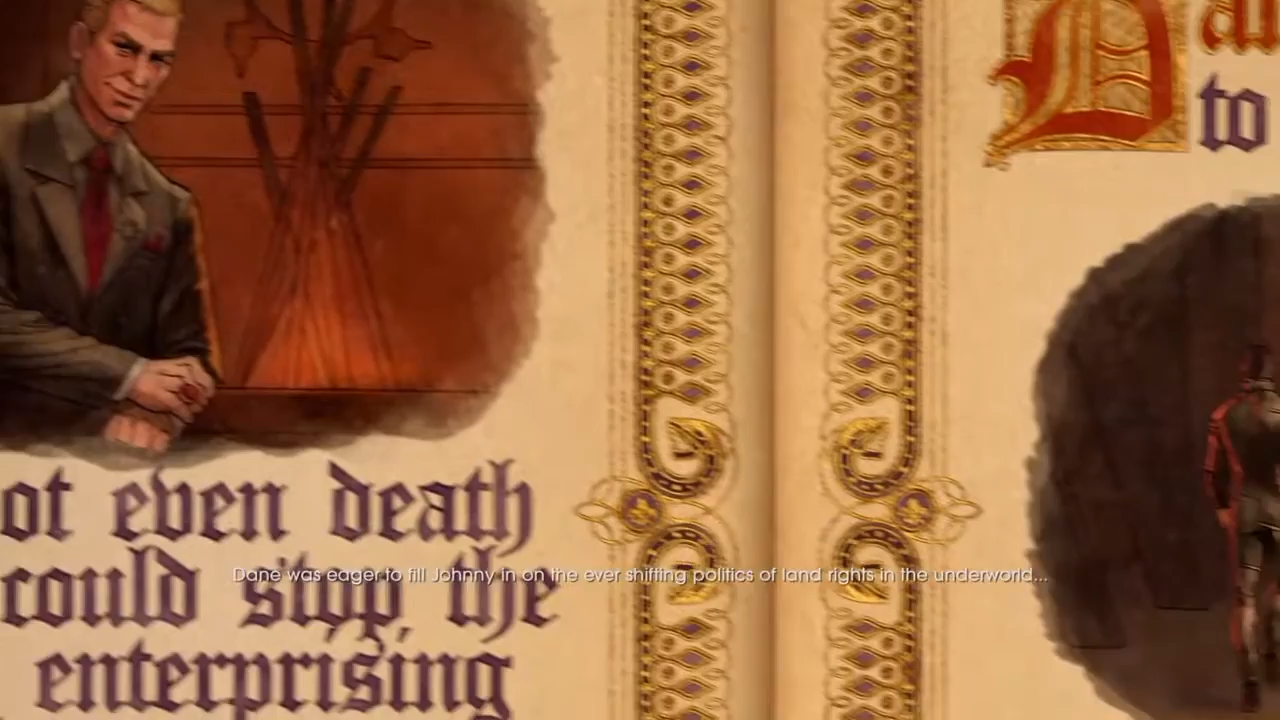 ot even death
could stop the
enterprising
D
to
Dane was eager to fill Johnny in on the ever shifting politics of land rights in the underworld...